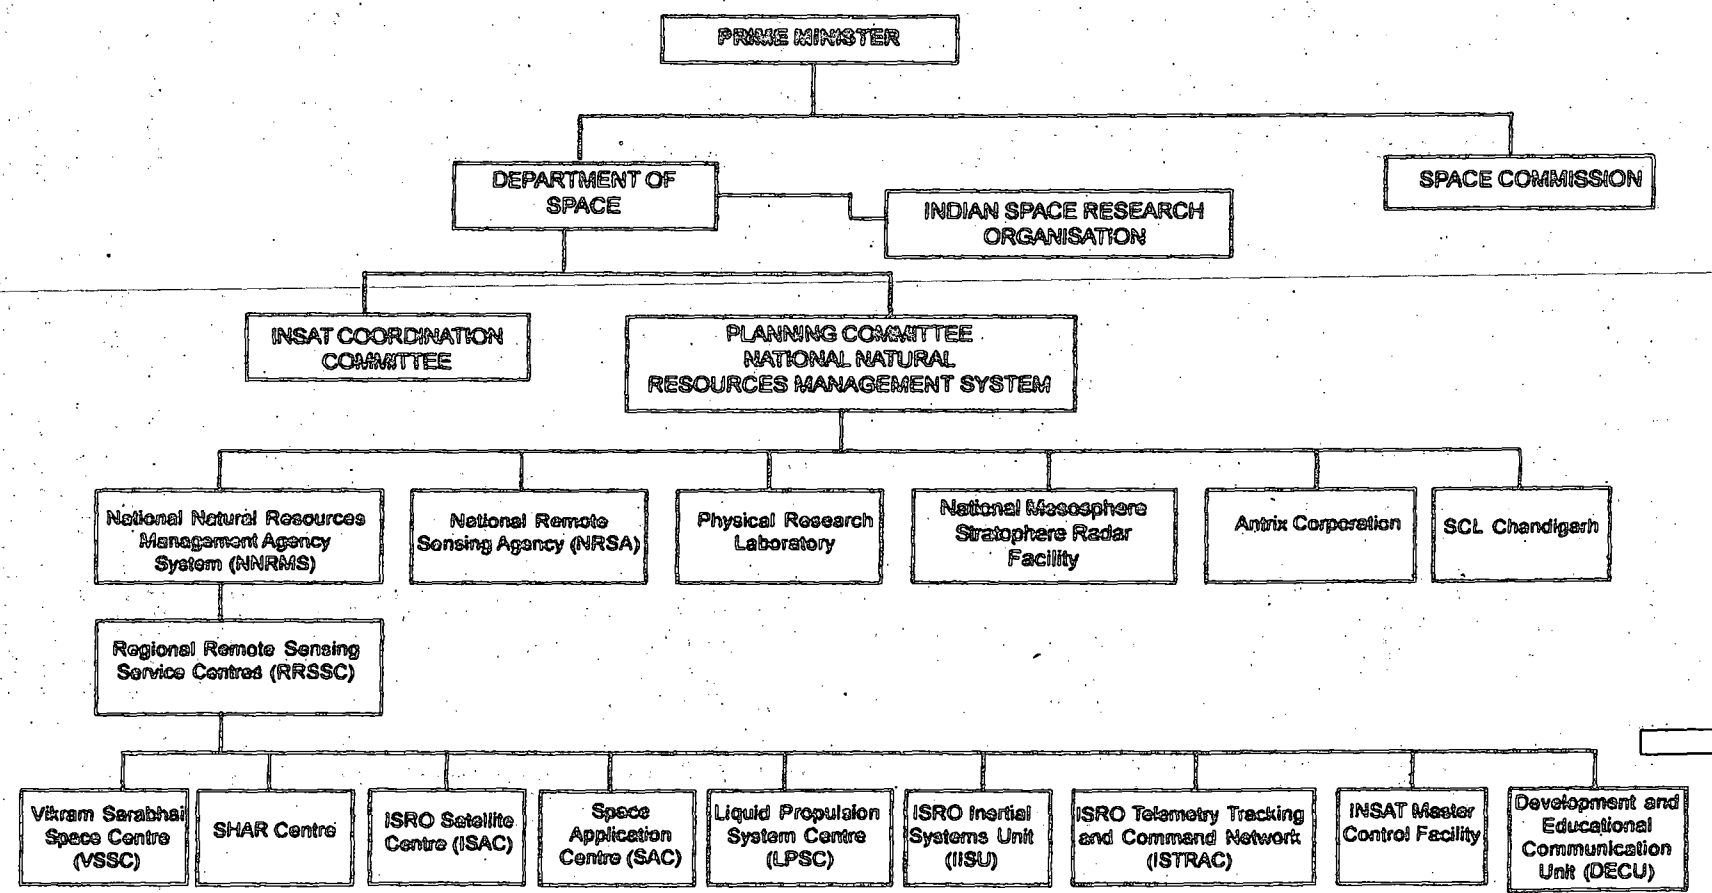 PRIME MINISTER
DEPARTMENT OF
SPACE
SPACE COMMISSION
INDIAN SPACE RESEARCH
ORGANISATION
INSAT COORDINATION
COMMITTEE
PLANNING COMMITTEE
NATIONAL NATURAL
RESOURCES MANAGEMENT SYSTEM
National Natural Resources
Management Agency
System (NNRMS)
National Remote
Sensing Agency (NRSA)
Physical Research
Laboratory
National Mesosphere
Stratophere Radar
Facility
Antrix Corporation
SCL Chandigarh
Regional Remote Sensing
Service Centres (RRSSC)
Vikram Sarabhai
Space Centre
(VSSC)
SHAR Centre
ISRO Satellite
Centre (ISAC)
Space
Application
Centre (SAC)
Liquid Propulsion
System Centre
(LPSC)
ISRO Inertial
Systems Unit
(IISU)
ISRO Telemetry Tracking
and Command Network
(ISTRAC)
INSAT Master
Control Facility
Development and
Educational
Communication
Unit (DECU)